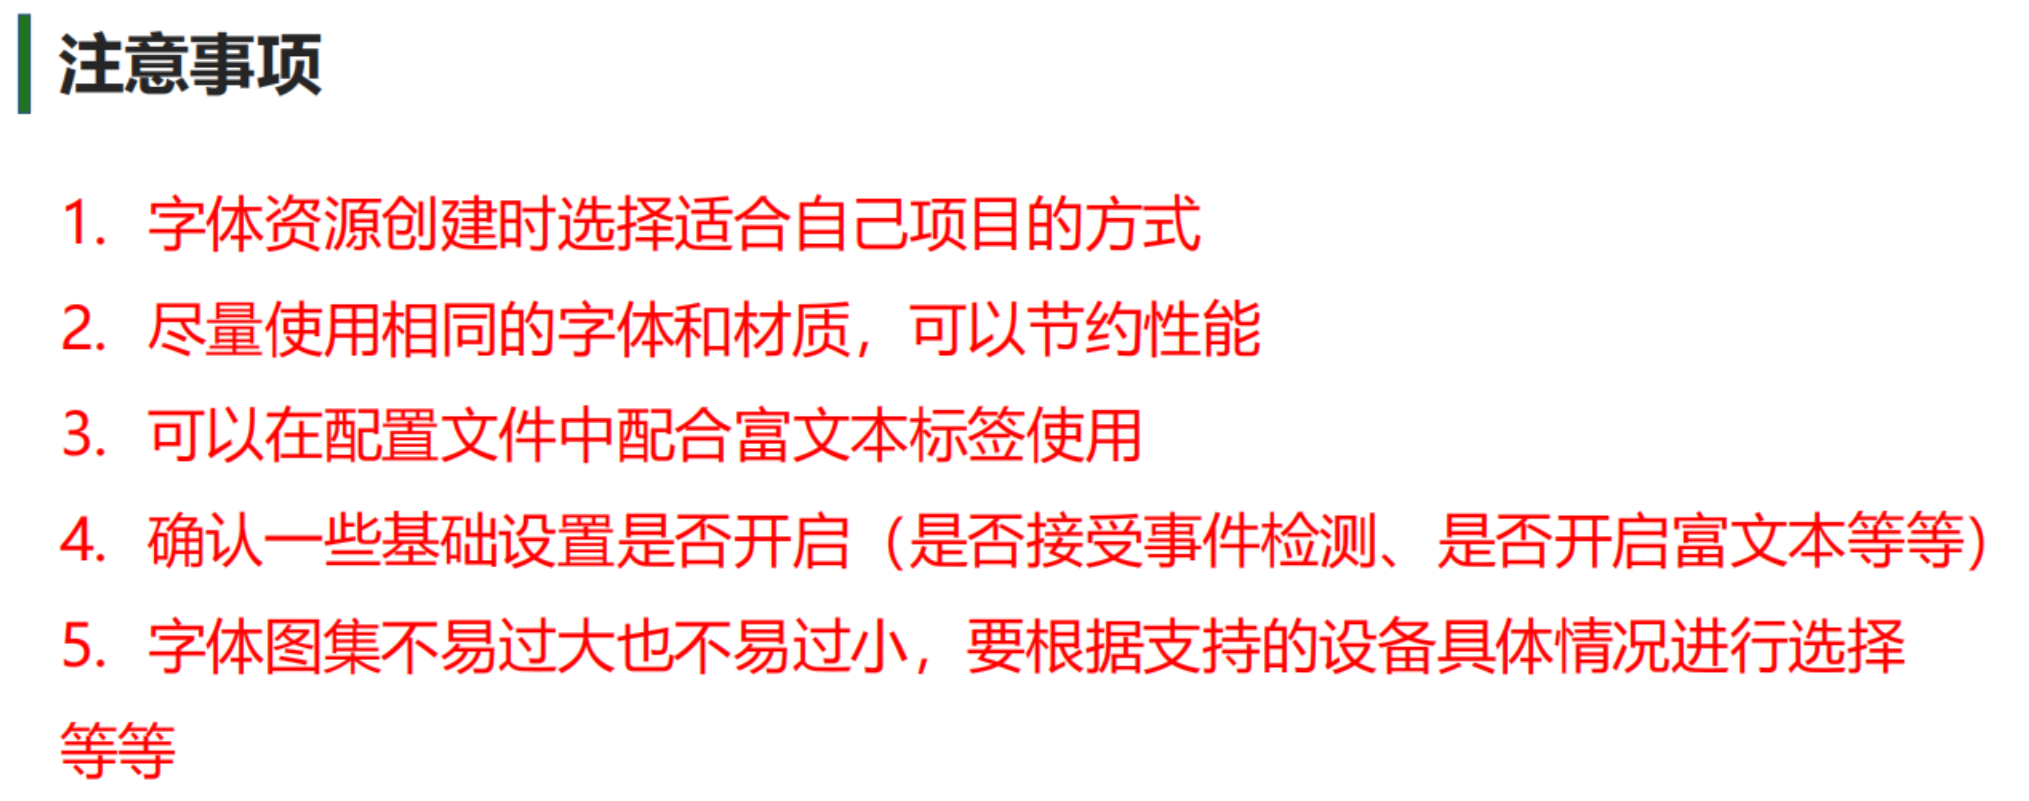 注意事项
1. 字体资源创建时选择适合自己项目的方式
2. 尽量使用相同的字体和材质，可以节约性能
3. 可以在配置文件中配合富文本标签使用
4. 确认一些基础设置是否开启（是否接受事件检测、是否开启富文本等等）
5. 字体图集不易过大也不易过小，要根据支持的设备具体情况进行选择
等等